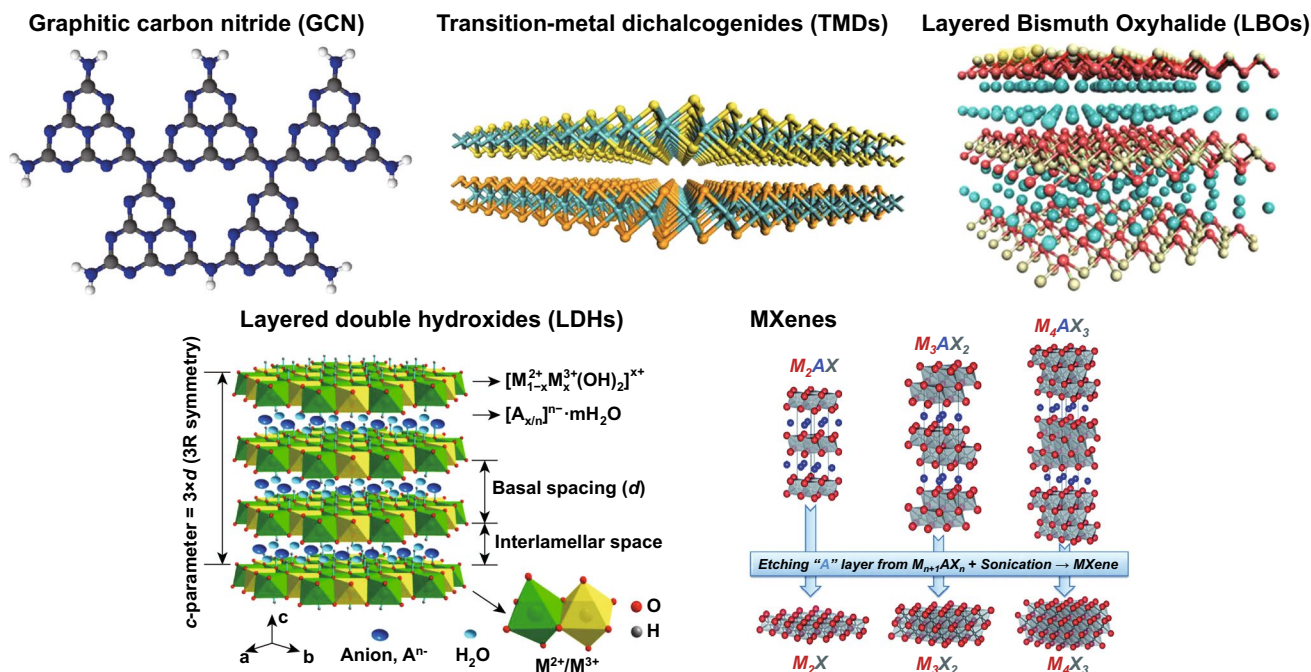 Graphitic carbon nitride (GCN)
Transition-metal dichalcogenides (TMDs)
Layered Bismuth Oxyhalide (LBOs)
Layered double hydroxides (LDHs)
c-parameter = 3×d (3R symmetry)
[M²⁺₁₋ₓMₓ³⁺(OH)₂]ˣ⁺
[Aₓ/ₙ]ⁿ⁻·mH₂O
Basal spacing (d)
Interlamellar space
c
a
b
Anion, Aⁿ⁻
H₂O
M²⁺/M³⁺
O
H
MXenes
M₂AX
M₃AX₂
M₄AX₃
Etching “A” layer from Mₙ₊₁AXₙ + Sonication → MXene
M₂X
M₃X₂
M₄X₃